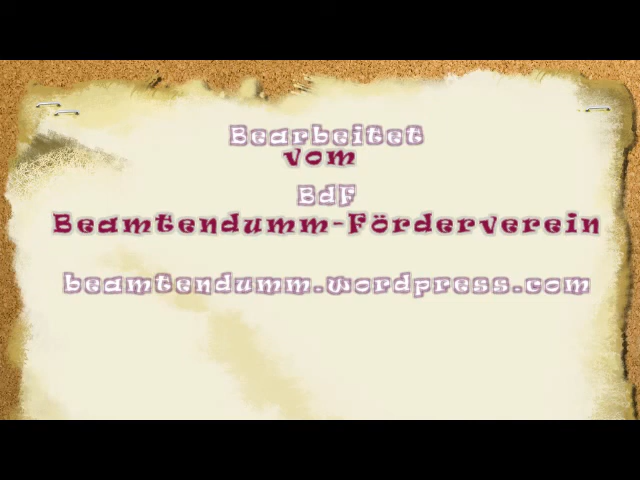 Bearbeitet
vom
BdF
Beamtendumm-Förderverein
beamtendumm.wordpress.com